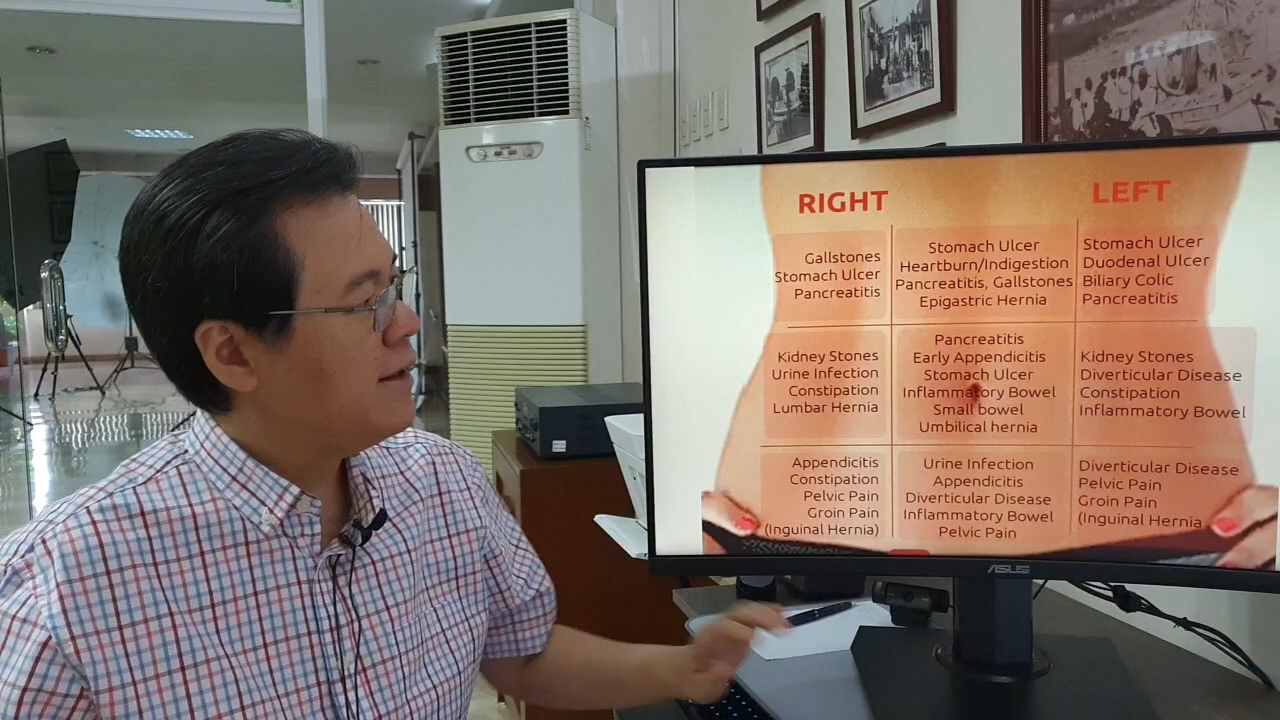 RIGHT
LEFT
Gallstones
Stomach Ulcer
Pancreatitis
Stomach Ulcer
Heartburn/Indigestion
Pancreatitis, Gallstones
Epigastric Hernia
Stomach Ulcer
Duodenal Ulcer
Biliary Colic
Pancreatitis
Kidney Stones
Urine Infection
Constipation
Lumbar Hernia
Pancreatitis
Early Appendicitis
Stomach Ulcer
Inflammatory Bowel
Small bowel
Umbilical hernia
Kidney Stones
Diverticular Disease
Constipation
Inflammatory Bowel
Appendicitis
Constipation
Pelvic Pain
Groin Pain
(Inguinal Hernia)
Urine Infection
Appendicitis
Diverticular Disease
Inflammatory Bowel
Pelvic Pain
Diverticular Disease
Pelvic Pain
Groin Pain
(Inguinal Hernia
ASUS